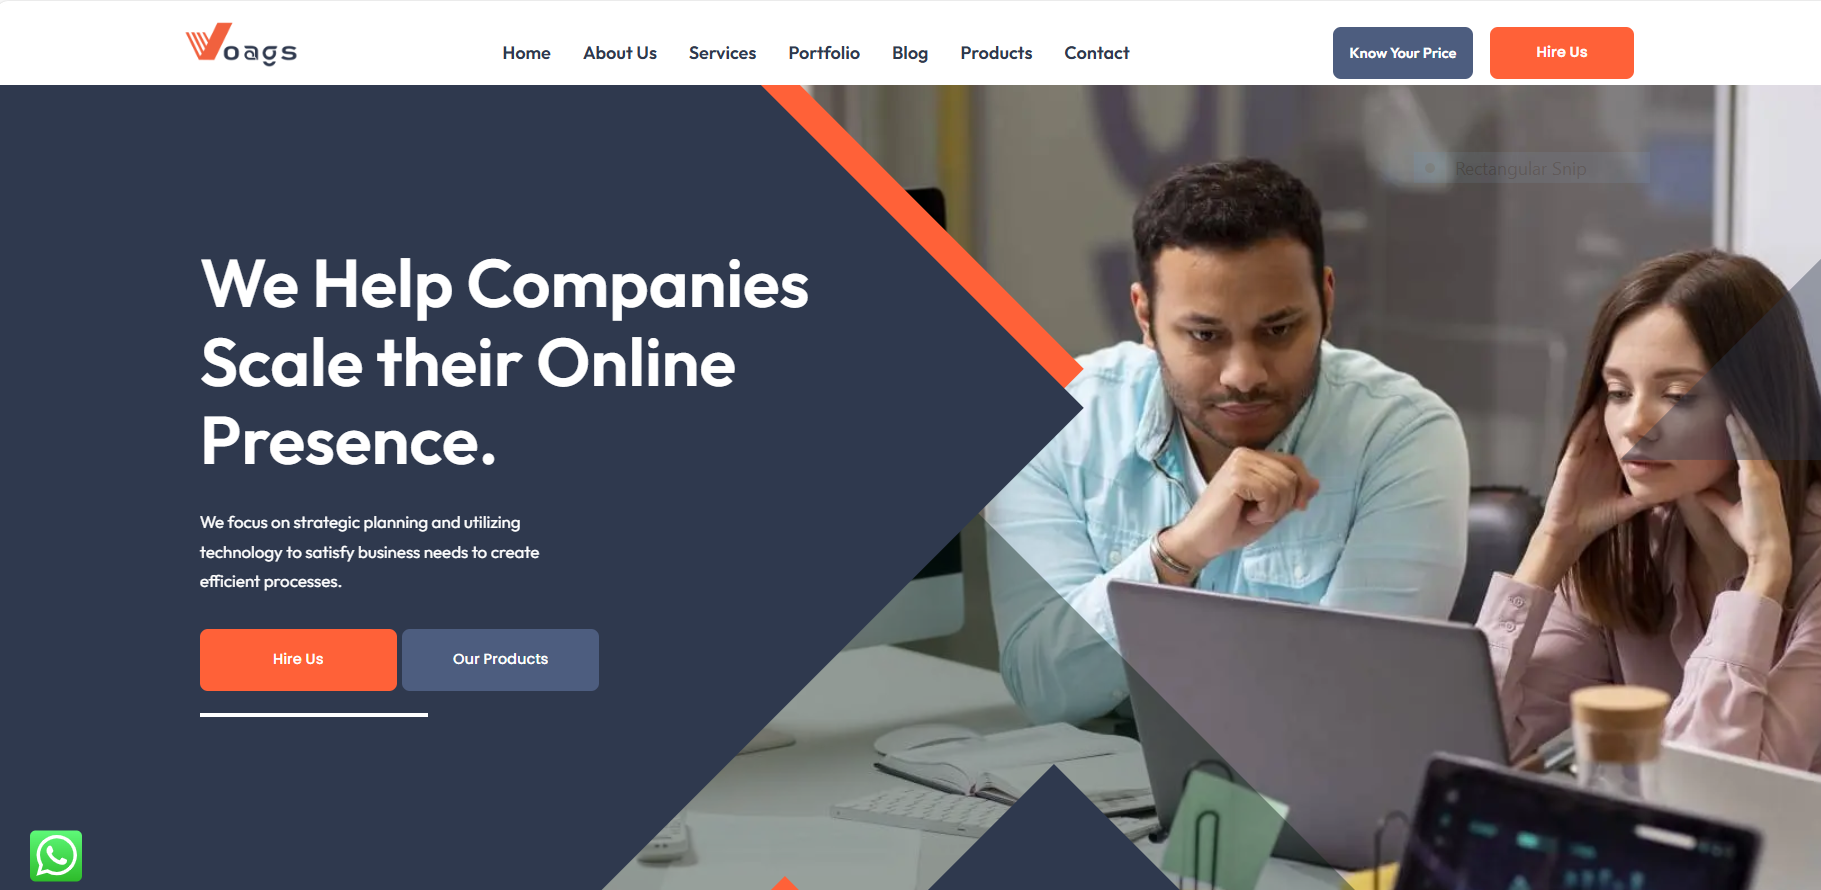 Woags
Home About Us Services Portfolio Blog Products Contact
Know Your Price Hire Us
Rectangular Snip
We Help Companies
Scale their Online
Presence.
We focus on strategic planning and utilizing
technology to satisfy business needs to create
efficient processes.
Hire Us Our Products